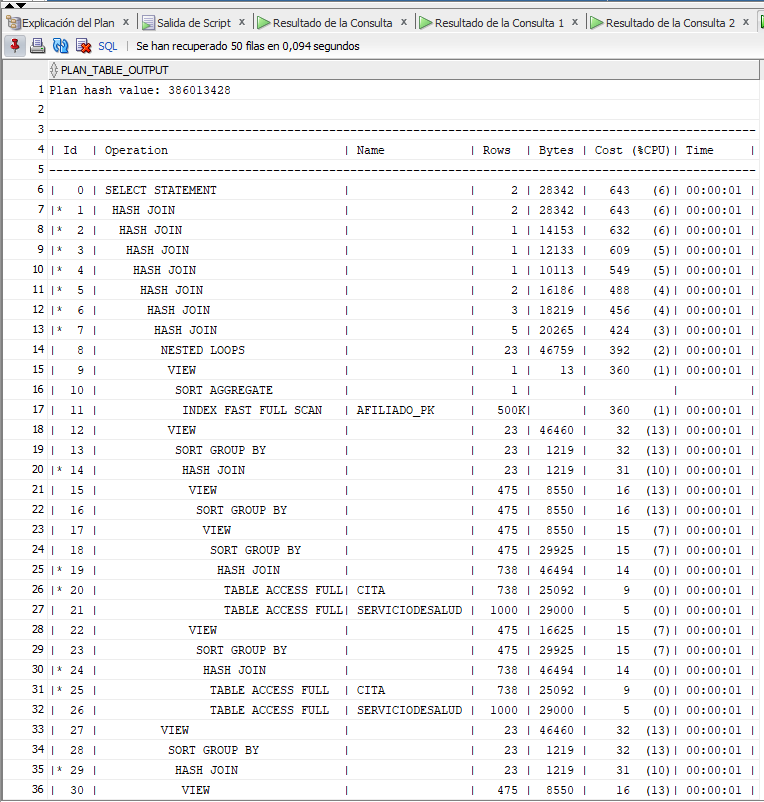 Explicación del Plan × Salida de Script × Resultado de la Consulta × Resultado de la Consulta 1 × Resultado de la Consulta 2 ×
SQL | Se han recuperado 50 filas en 0,094 segundos
PLAN_TABLE_OUTPUT
1 Plan hash value: 386013428
2
3 ----------------------------------------------------------------------------------------------------
4 | Id | Operation | Name | Rows | Bytes | Cost (%CPU)| Time |
5 ----------------------------------------------------------------------------------------------------
6 | 0 | SELECT STATEMENT | | 2 | 28342 | 643 (6)| 00:00:01 |
7 |* 1 | HASH JOIN | | 2 | 28342 | 643 (6)| 00:00:01 |
8 |* 2 | HASH JOIN | | 1 | 14153 | 632 (6)| 00:00:01 |
9 |* 3 | HASH JOIN | | 1 | 12133 | 609 (5)| 00:00:01 |
10 |* 4 | HASH JOIN | | 1 | 10113 | 549 (5)| 00:00:01 |
11 |* 5 | HASH JOIN | | 2 | 16186 | 488 (4)| 00:00:01 |
12 |* 6 | HASH JOIN | | 3 | 18219 | 456 (4)| 00:00:01 |
13 |* 7 | HASH JOIN | | 5 | 20265 | 424 (3)| 00:00:01 |
14 | 8 | NESTED LOOPS | | 23 | 46759 | 392 (2)| 00:00:01 |
15 | 9 | VIEW | | 1 | 13 | 360 (1)| 00:00:01 |
16 | 10 | SORT AGGREGATE | | 1 | | | |
17 | 11 | INDEX FAST FULL SCAN | AFILIADO_PK | 500K| | 360 (1)| 00:00:01 |
18 | 12 | VIEW | | 23 | 46460 | 32 (13)| 00:00:01 |
19 | 13 | SORT GROUP BY | | 23 | 1219 | 32 (13)| 00:00:01 |
20 |* 14 | HASH JOIN | | 23 | 1219 | 31 (10)| 00:00:01 |
21 | 15 | VIEW | | 475 | 8550 | 16 (13)| 00:00:01 |
22 | 16 | SORT GROUP BY | | 475 | 8550 | 16 (13)| 00:00:01 |
23 | 17 | VIEW | | 475 | 8550 | 15 (7)| 00:00:01 |
24 | 18 | SORT GROUP BY | | 475 | 29925 | 15 (7)| 00:00:01 |
25 |* 19 | HASH JOIN | | 738 | 46494 | 14 (0)| 00:00:01 |
26 |* 20 | TABLE ACCESS FULL| CITA | 738 | 25092 | 9 (0)| 00:00:01 |
27 | 21 | TABLE ACCESS FULL| SERVICIODESALUD | 1000 | 29000 | 5 (0)| 00:00:01 |
28 | 22 | VIEW | | 475 | 16625 | 15 (7)| 00:00:01 |
29 | 23 | SORT GROUP BY | | 475 | 29925 | 15 (7)| 00:00:01 |
30 |* 24 | HASH JOIN | | 738 | 46494 | 14 (0)| 00:00:01 |
31 |* 25 | TABLE ACCESS FULL | CITA | 738 | 25092 | 9 (0)| 00:00:01 |
32 | 26 | TABLE ACCESS FULL | SERVICIODESALUD | 1000 | 29000 | 5 (0)| 00:00:01 |
33 | 27 | VIEW | | 23 | 46460 | 32 (13)| 00:00:01 |
34 | 28 | SORT GROUP BY | | 23 | 1219 | 32 (13)| 00:00:01 |
35 |* 29 | HASH JOIN | | 23 | 1219 | 31 (10)| 00:00:01 |
36 | 30 | VIEW | | 475 | 8550 | 16 (13)| 00:00:01 |